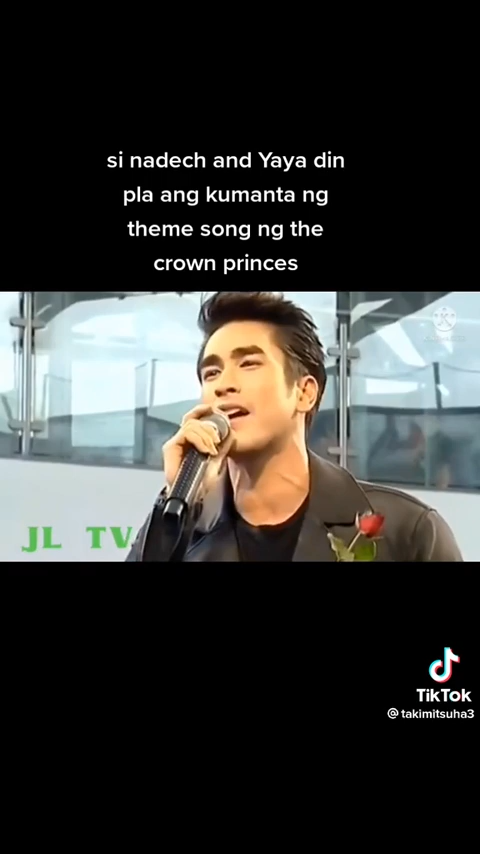 si nadech and Yaya din
pla ang kumanta ng
theme song ng the
crown princes
JL TV
TikTok
@takimitsuha3